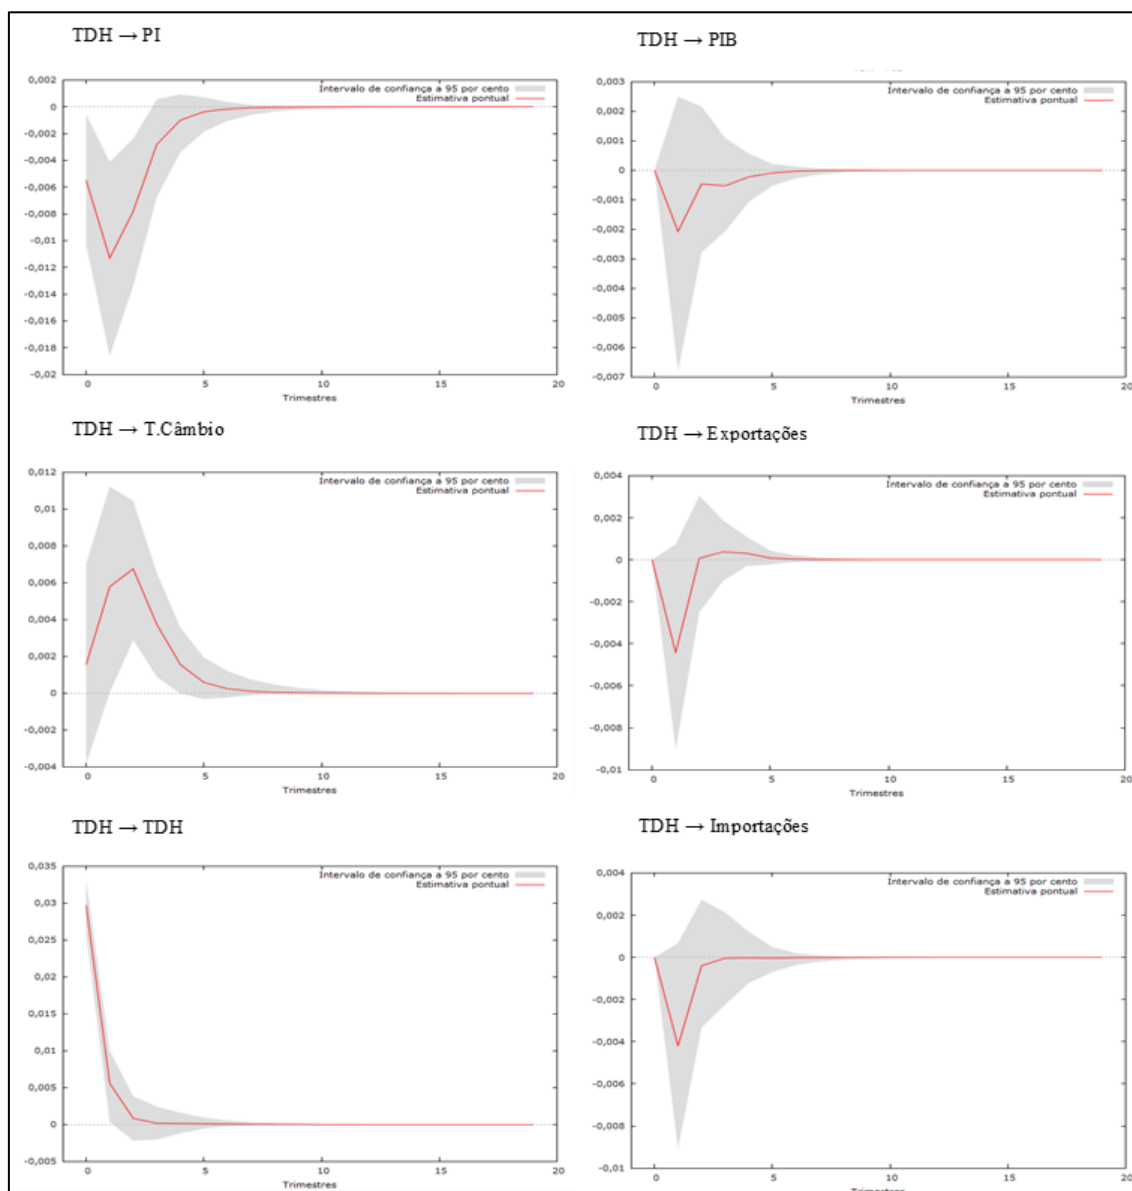 TDH → PI
0,002
0
-0,002
-0,004
-0,006
-0,008
-0,01
-0,012
-0,014
-0,016
-0,018
-0,02
Intervalo de confiança a 95 por cento
Estimativa pontual
0 5 10 15 20
Trimestres
TDH → PIB
0,003
0,002
0,001
0
-0,001
-0,002
-0,003
-0,004
-0,005
-0,006
-0,007
Intervalo de confiança a 95 por cento
Estimativa pontual
0 5 10 15 20
Trimestres
TDH → T.Câmbio
0,012
0,01
0,008
0,006
0,004
0,002
0
-0,002
-0,004
Intervalo de confiança a 95 por cento
Estimativa pontual
0 5 10 15 20
Trimestres
TDH → Exportações
0,004
0,002
0
-0,002
-0,004
-0,006
-0,008
-0,01
Intervalo de confiança a 95 por cento
Estimativa pontual
0 5 10 15 20
Trimestres
TDH → TDH
0,035
0,03
0,025
0,02
0,015
0,01
0,005
0
-0,005
Intervalo de confiança a 95 por cento
Estimativa pontual
0 5 10 15 20
Trimestres
TDH → Importações
0,004
0,002
0
-0,002
-0,004
-0,006
-0,008
-0,01
Intervalo de confiança a 95 por cento
Estimativa pontual
0 5 10 15 20
Trimestres